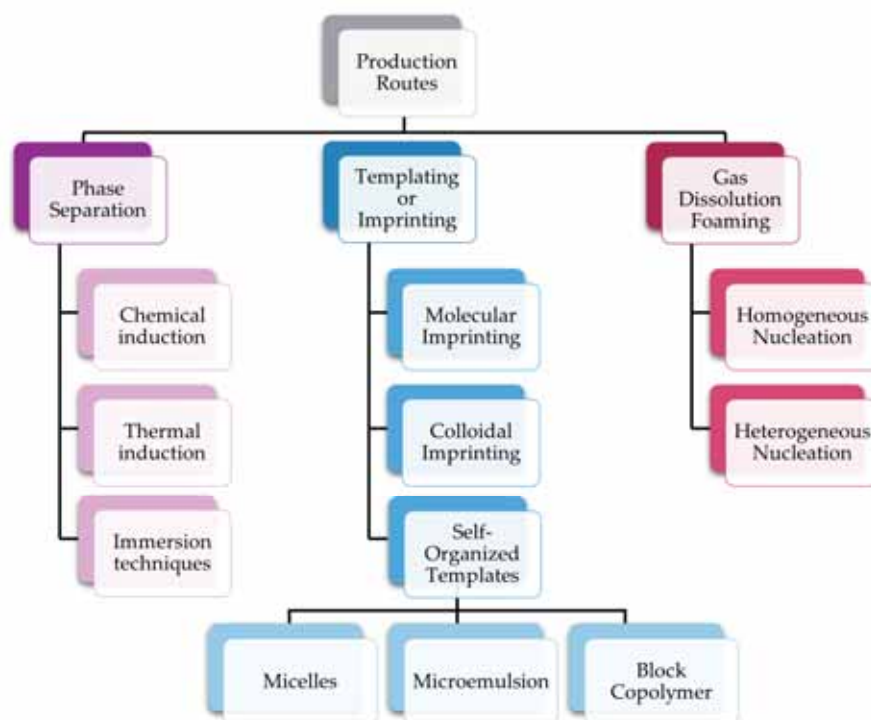 Production
Routes
Phase
Separation
Templating
or
Imprinting
Gas
Dissolution
Foaming
Chemical
induction
Molecular
Imprinting
Homogeneous
Nucleation
Thermal
induction
Colloidal
Imprinting
Heterogeneous
Nucleation
Immersion
techniques
Self-
Organized
Templates
Micelles
Microemulsion
Block
Copolymer